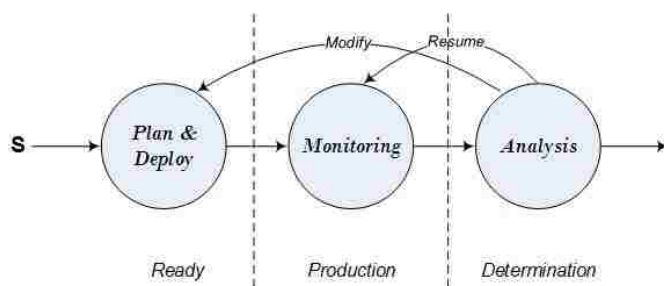 Modify
Resume
S
Plan &
Deploy
Monitoring
Analysis
Ready
Production
Determination